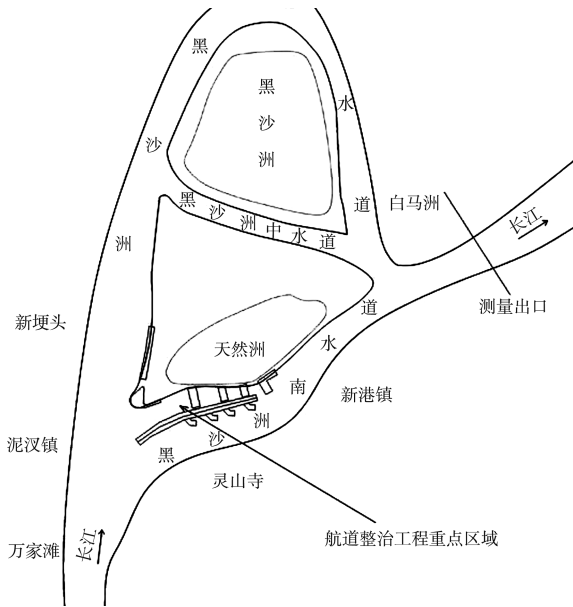 黑沙洲水道
黑沙洲
黑沙洲中水道
白马洲
长江
测量出口
新埂头
天然洲
黑沙洲南水道
新港镇
泥汊镇
灵山寺
航道整治工程重点区域
万家滩
长江